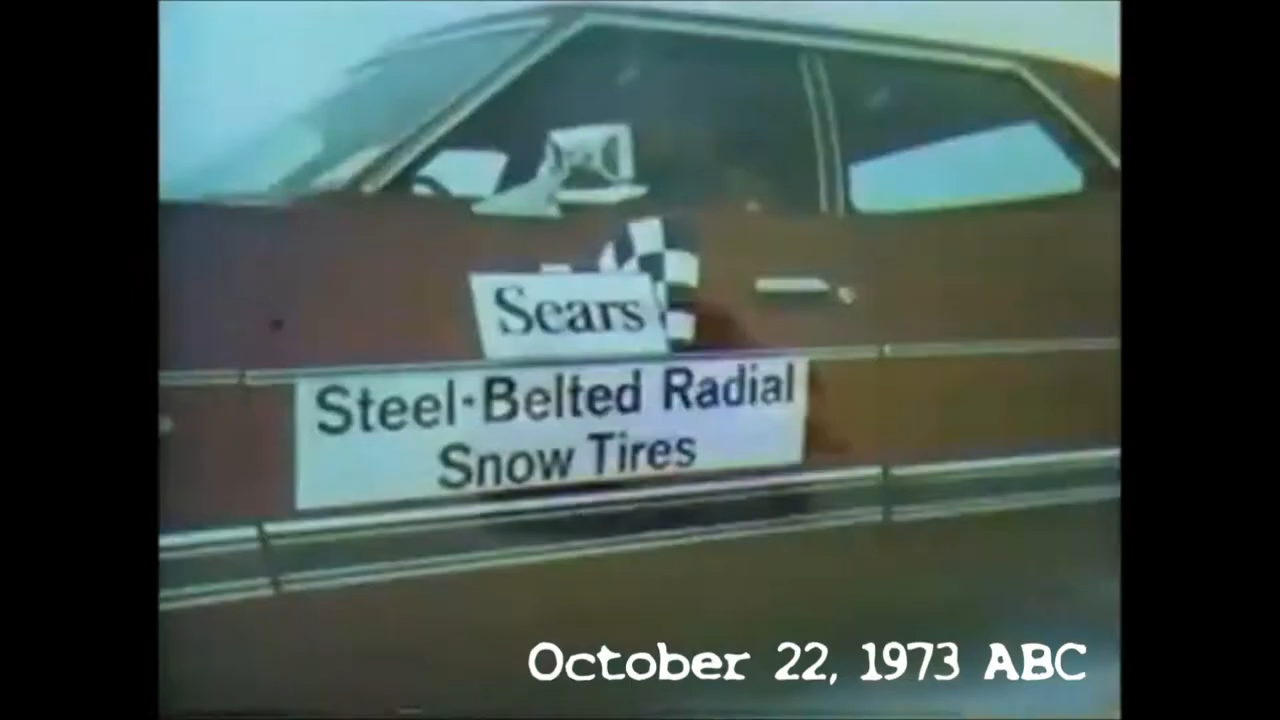 Sears
Steel-Belted Radial
Snow Tires
October 22, 1973 ABC